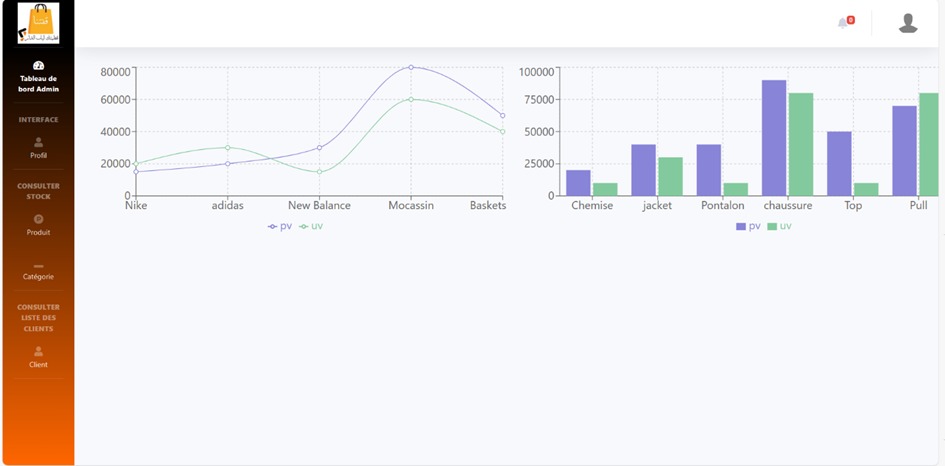 قضيا
0
Tableau de
bord Admin
INTERFACE
Profil
CONSULTER
STOCK
Produit
Catégorie
CONSULTER
LISTE DES
CLIENTS
Client
80000
60000
40000
20000
0
Nike adidas New Balance Mocassin Baskets
pv uv
100000
75000
50000
25000
0
Chemise jacket Pontalon chaussure Top Pull
pv uv